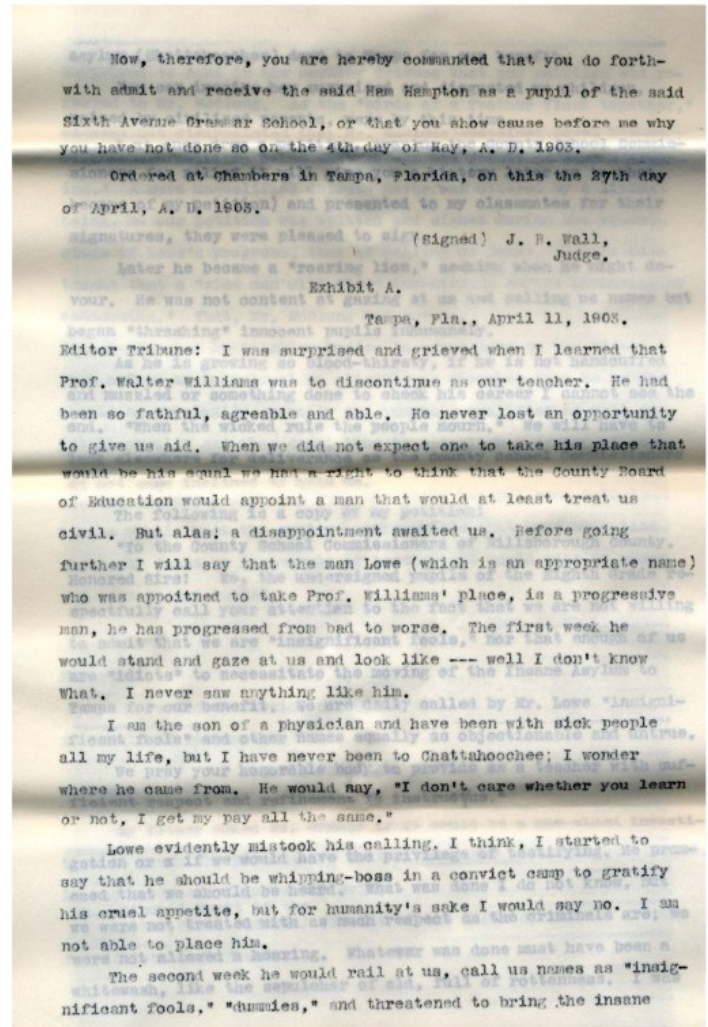 Now, therefore, you are hereby commanded that you do forth-
with admit and receive the said Ham Hampton as a pupil of the said
Sixth Avenue Grammar School, or that you show cause before me why
you have not done so on the 4th day of May, A. D. 1903.
Ordered at Chambers in Tampa, Florida, on this the 27th day
of April, A. D. 1903.
(Signed) J. B. Wall,
Judge.
Exhibit A.
Tampa, Fla., April 11, 1903.
Editor Tribune: I was surprised and grieved when I learned that
Prof. Walter Williams was to discontinue as our teacher. He had
been so fathful, agreable and able. He never lost an opportunity
to give us aid. When we did not expect one to take his place that
would be his equal we had a right to think that the County Board
of Education would appoint a man that would at least treat us
civil. But alas! a disappointment awaited us. Before going
further I will say that the man Lowe (which is an appropriate name)
who was appoitned to take Prof. Williams' place, is a progressive
man, he has progressed from bad to worse. The first week he
would stand and gaze at us and look like --- well I don't know
What. I never saw anything like him.
I am the son of a physician and have been with sick people
all my life, but I have never been to Chattahoochee; I wonder
where he came from. He would say, "I don't care whether you learn
or not, I get my pay all the same."
Lowe evidently mistook his calling. I think, I started to
say that he should be whipping-boss in a convict camp to gratify
his cruel appetite, but for humanity's sake I would say no. I am
not able to place him.
The second week he would rail at us, call us names as "insig-
nificant fools," "dummies," and threatened to bring the insane